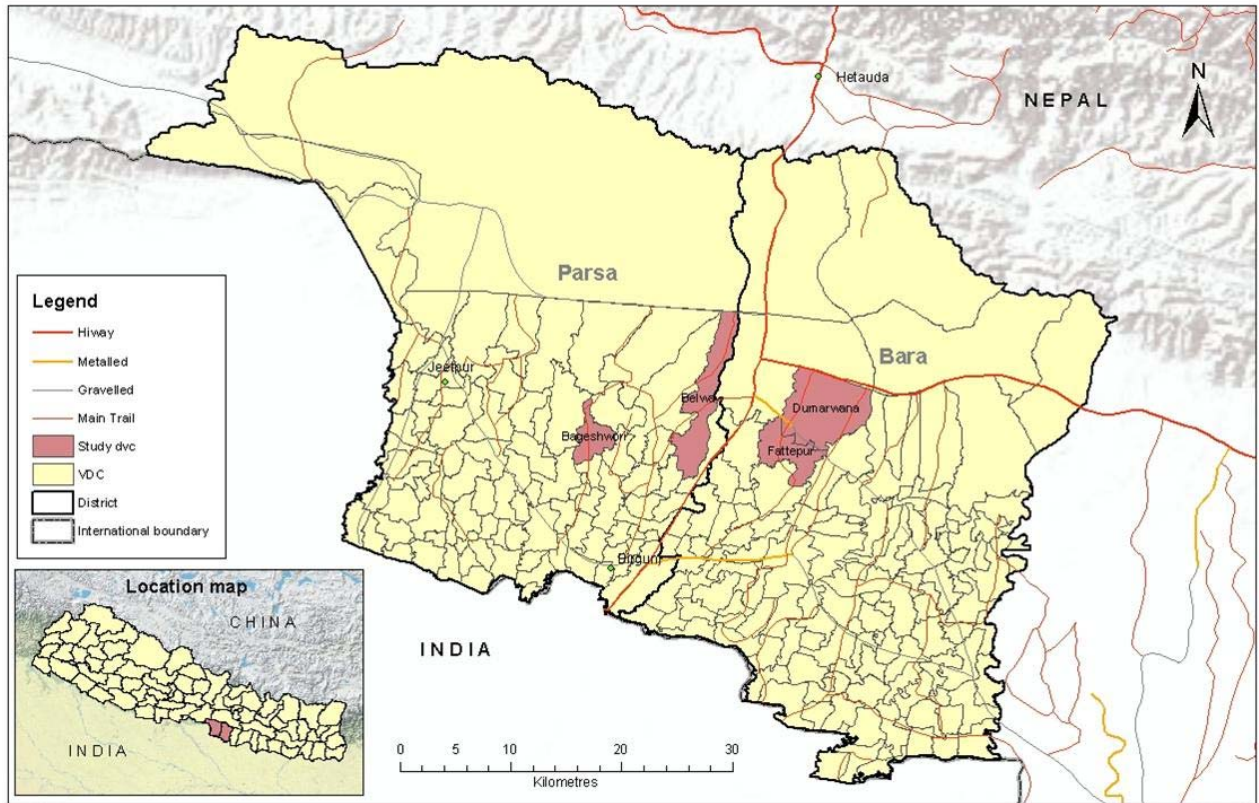 Hetauda
NEPAL
N
Parsa
Bara
Jeetpur
Belwa
Dumarwana
Bageshwori
Fattepur
Birgunj
INDIA
Legend
Hiway
Metalled
Gravelled
Main Trail
Study dvc
VDC
District
International boundary
Location map
CHINA
INDIA
0 5 10 20 30
Kilometres